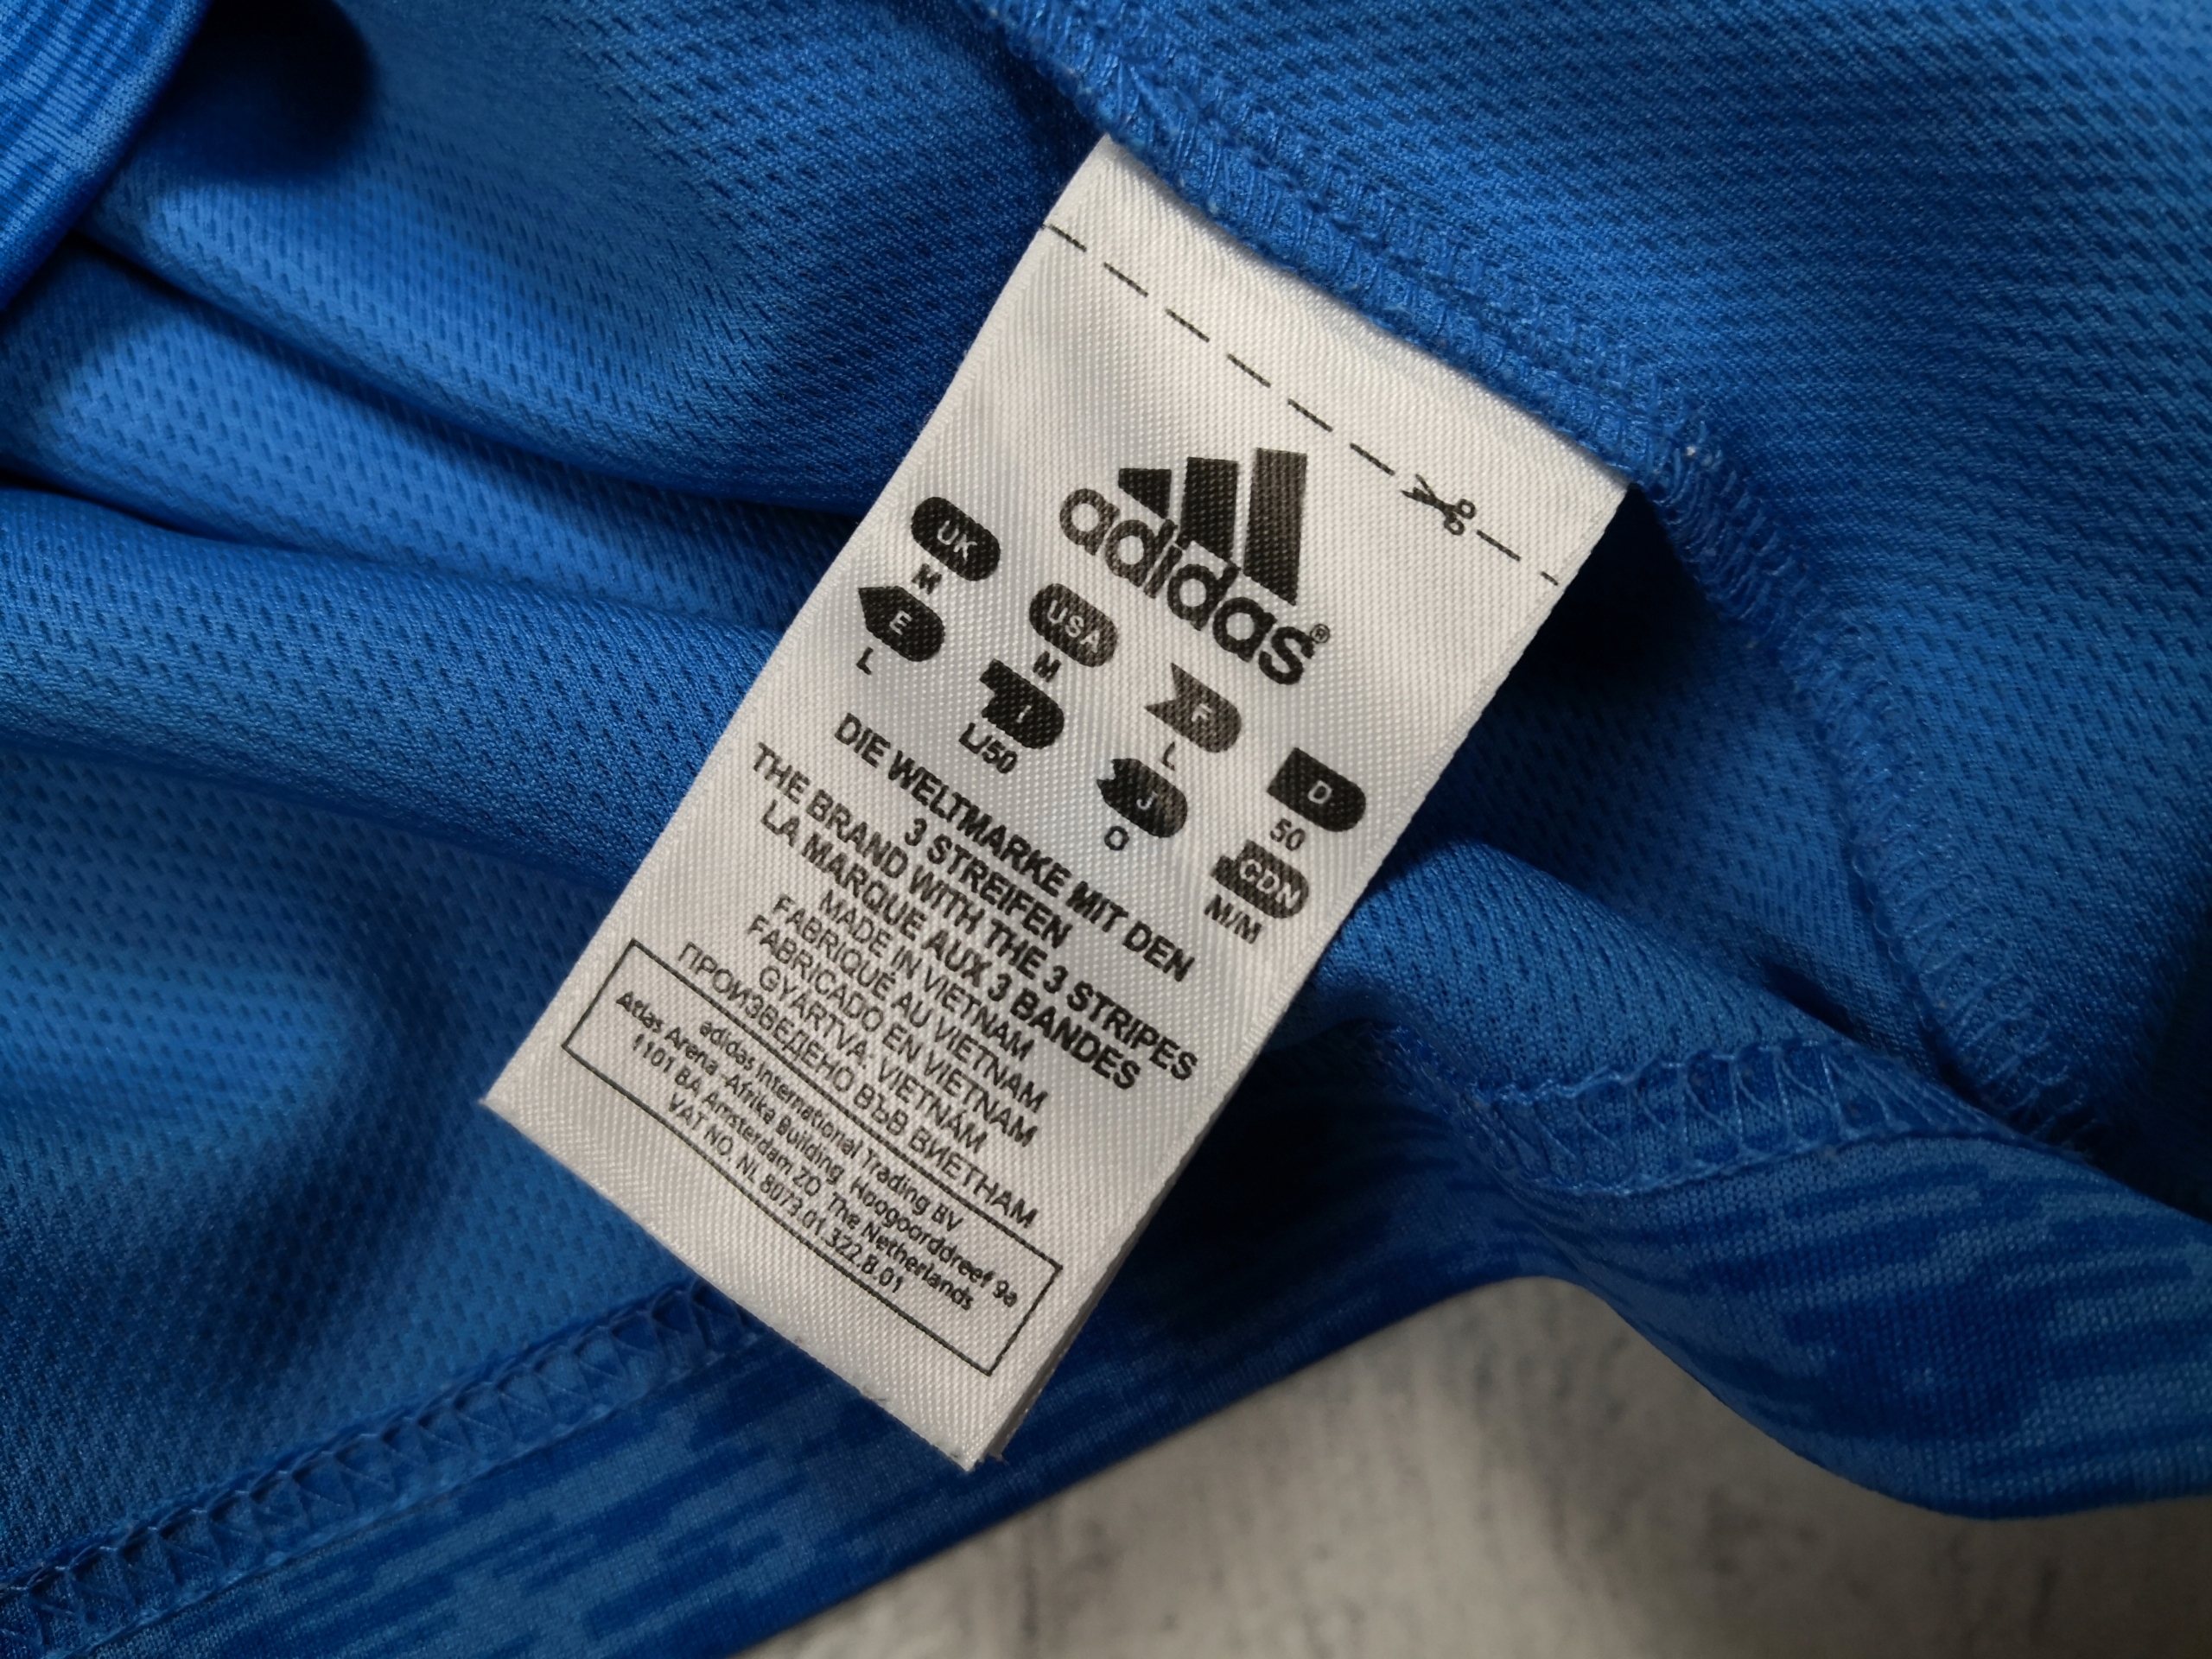 adidas®
UK USA F D
M M L 50
E I J CDN
L L/50 O M/M
DIE WELTMARKE MIT DEN
3 STREIFEN
THE BRAND WITH THE 3 STRIPES
LA MARQUE AUX 3 BANDES
MADE IN VIETNAM
FABRIQUÉ AU VIETNAM
FABRICADO EN VIETNAM
GYÁRTVA: VIETNÁM
ПРОИЗВЕДЕНО ВЪВ ВИЕТНАМ
adidas International Trading BV
Atlas Arena -Afrika Building Hoogoorddreef 9a
1101 BA Amsterdam ZO The Netherlands
VAT NO. NL 8073.01.322.B.01